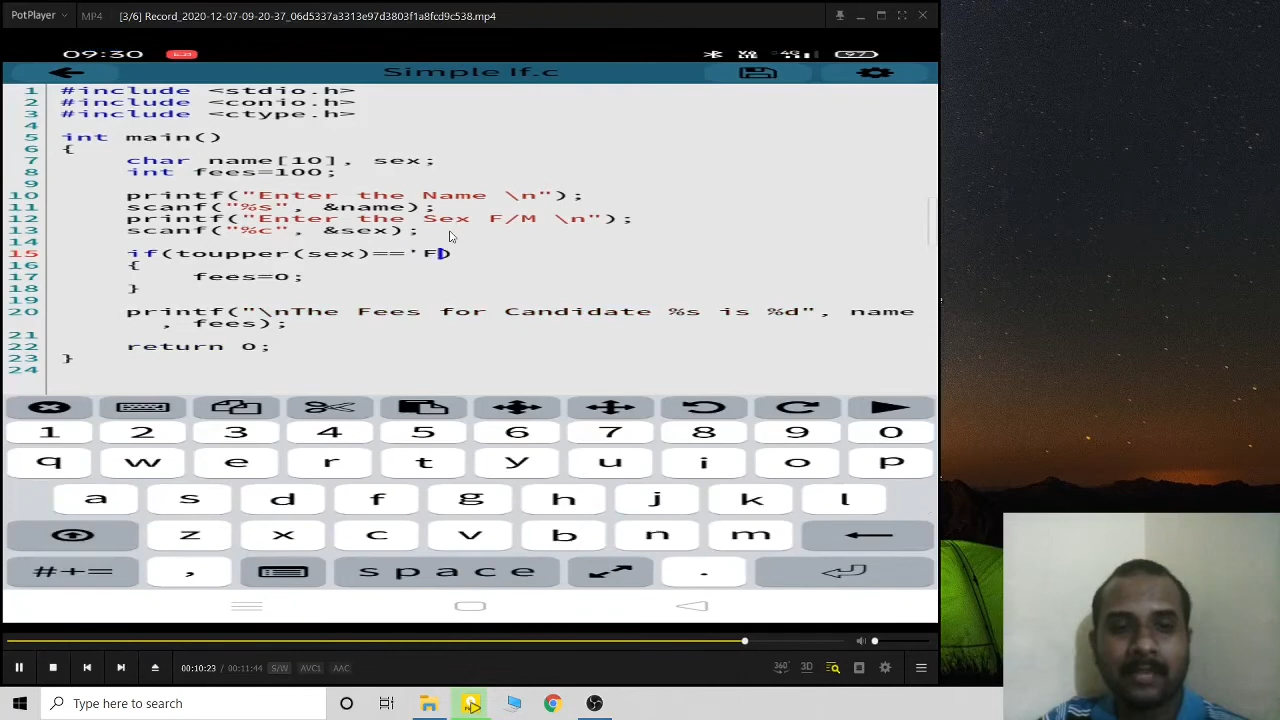 PotPlayer MP4 [3/6] Record_2020-12-07-09-20-37_06d5337a3313e97d3803f1a8fcd9c538.mp4
09:30 Vo LTE 4G 97
Simple If.c
1 #include <stdio.h>
2 #include <conio.h>
3 #include <ctype.h>
4
5 int main()
6 {
7 char name[10], sex;
8 int fees=100;
9
10 printf("Enter the Name \n");
11 scanf("%s", &name);
12 printf("Enter the Sex F/M \n");
13 scanf("%c", &sex);
14
15 if(toupper(sex)=='F)
16 {
17 fees=0;
18 }
19
20 printf("\nThe Fees for Candidate %s is %d", name
, fees);
21
22 return 0;
23 }
24
1 2 3 4 5 6 7 8 9 0
q w e r t y u i o p
a s d f g h j k l
z x c v b n m
#+= , space .
00:10:23 / 00:11:44 S/W AVC1 AAC 360° 3D
Type here to search